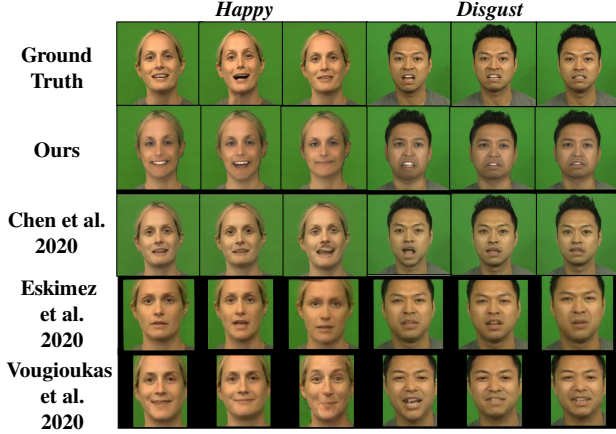 Happy Disgust
Ground
Truth
Ours
Chen et al.
2020
Eskimez
et al.
2020
Vougioukas
et al.
2020